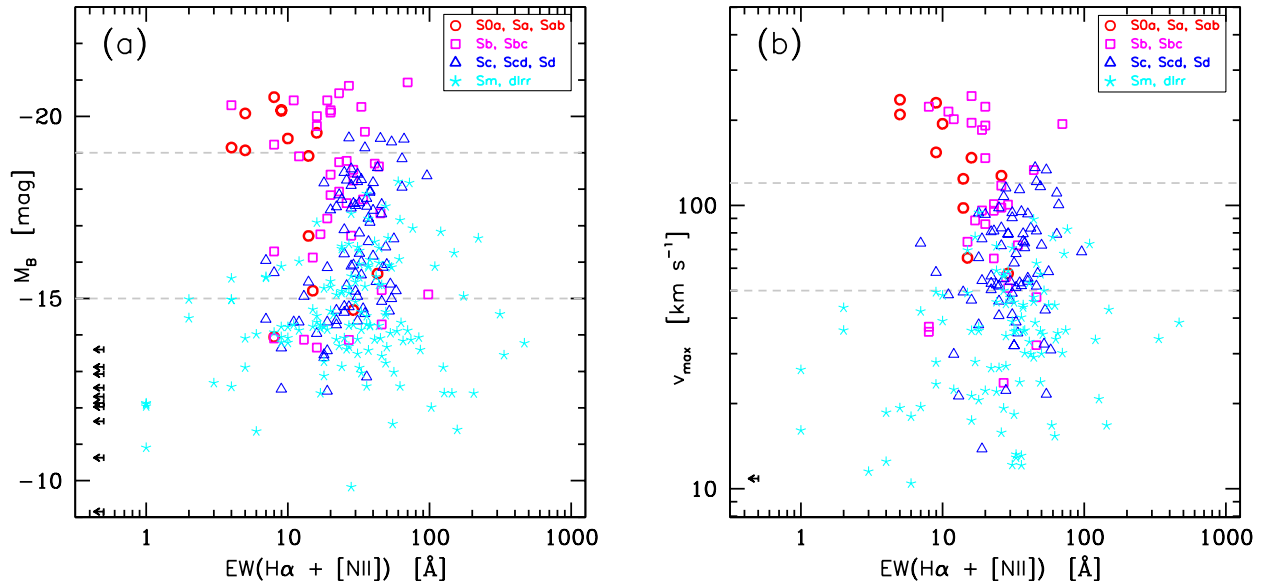 (a)
S0a, Sa, Sab
Sb, Sbc
Sc, Scd, Sd
Sm, dIrr
-20
-15
-10
M_B [mag]
1
10
100
1000
EW(Hα + [NII]) [Å]
(b)
S0a, Sa, Sab
Sb, Sbc
Sc, Scd, Sd
Sm, dIrr
100
10
v_max [km s⁻¹]
1
10
100
1000
EW(Hα + [NII]) [Å]